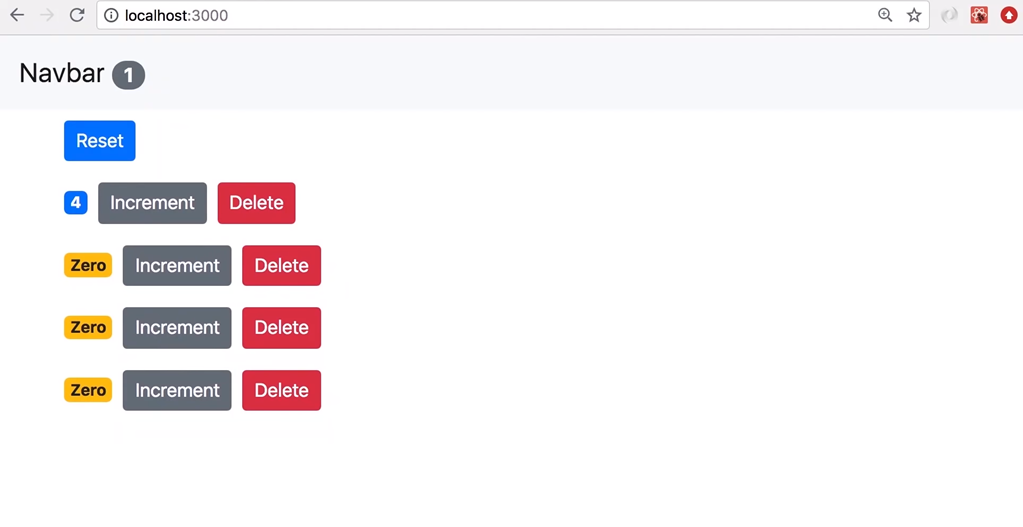 localhost:3000
Navbar 1
Reset
4 Increment Delete
Zero Increment Delete
Zero Increment Delete
Zero Increment Delete